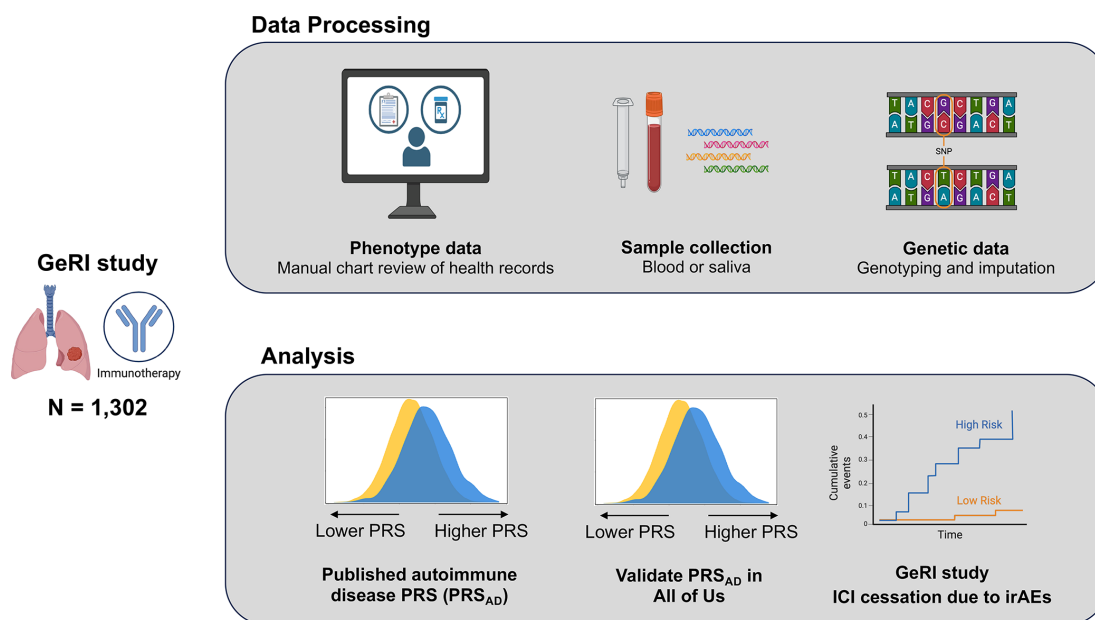 Data Processing
T A C G C T G A
A T G C G A C T
SNP
T A C T C T G A
A T G A G A C T
Rx
Phenotype data
Manual chart review of health records
Sample collection
Blood or saliva
Genetic data
Genotyping and imputation
GeRI study
Immunotherapy
N = 1,302
Analysis
Lower PRS
Higher PRS
Published autoimmune
disease PRS (PRSAD)
Lower PRS
Higher PRS
Validate PRSAD in
All of Us
0.5
0.4
0.3
0.2
0.1
0
Cumulative
events
High Risk
Low Risk
Time
GeRI study
ICI cessation due to irAEs